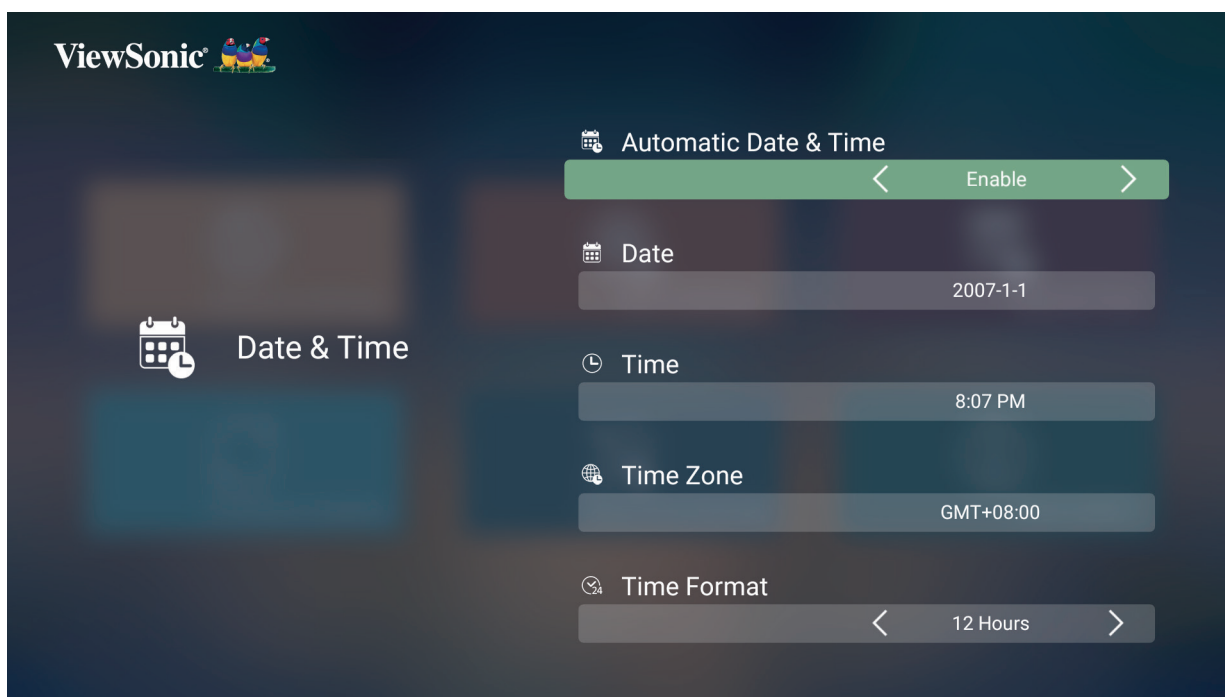 ViewSonic®
Automatic Date & Time
Enable
Date
2007-1-1
Date & Time
Time
8:07 PM
Time Zone
GMT+08:00
24
Time Format
12 Hours